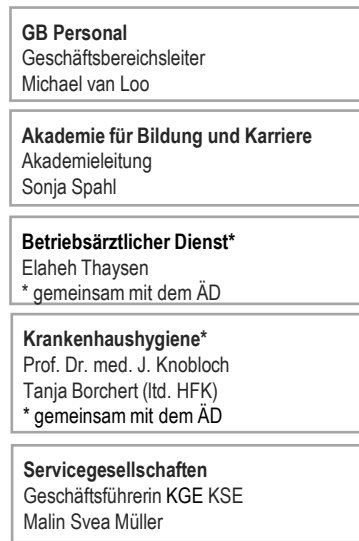 GB Personal
Geschäftsbereichsleiter
Michael van Loo
Akademie für Bildung und Karriere
Akademieleitung
Sonja Spahl
Betriebsärztlicher Dienst*
Elaheh Thaysen
* gemeinsam mit dem ÄD
Krankenhaushygiene*
Prof. Dr. med. J. Knobloch
Tanja Borchert (ltd. HFK)
* gemeinsam mit dem ÄD
Servicegesellschaften
Geschäftsführerin KGE KSE
Malin Svea Müller